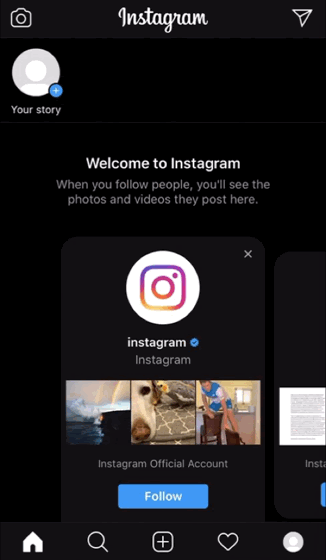 Instagram
Your story
Welcome to Instagram
When you follow people, you'll see the
photos and videos they post here.
instagram
Instagram
Instagram Official Account
Follow
Insta